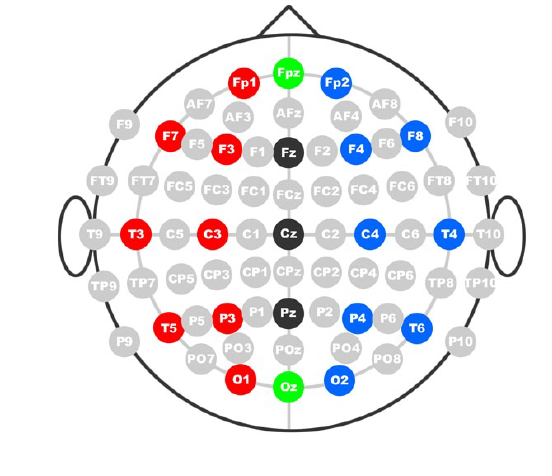 Fpz
Fp1 Fp2
AF7 AF3 AFz AF4 AF8
F9 F10
F7 F5 F3 F1 Fz F2 F4 F6 F8
FT9 FT7 FC5 FC3 FC1 FCz FC2 FC4 FC6 FT8 FT10
T9 T3 C5 C3 C1 Cz C2 C4 C6 T4 T10
TP9 TP7 CP5 CP3 CP1 CPz CP2 CP4 CP6 TP8 TP10
T5 P5 P3 P1 Pz P2 P4 P6 T6
P9 P10
PO7 PO3 POz PO4 PO8
O1 Oz O2